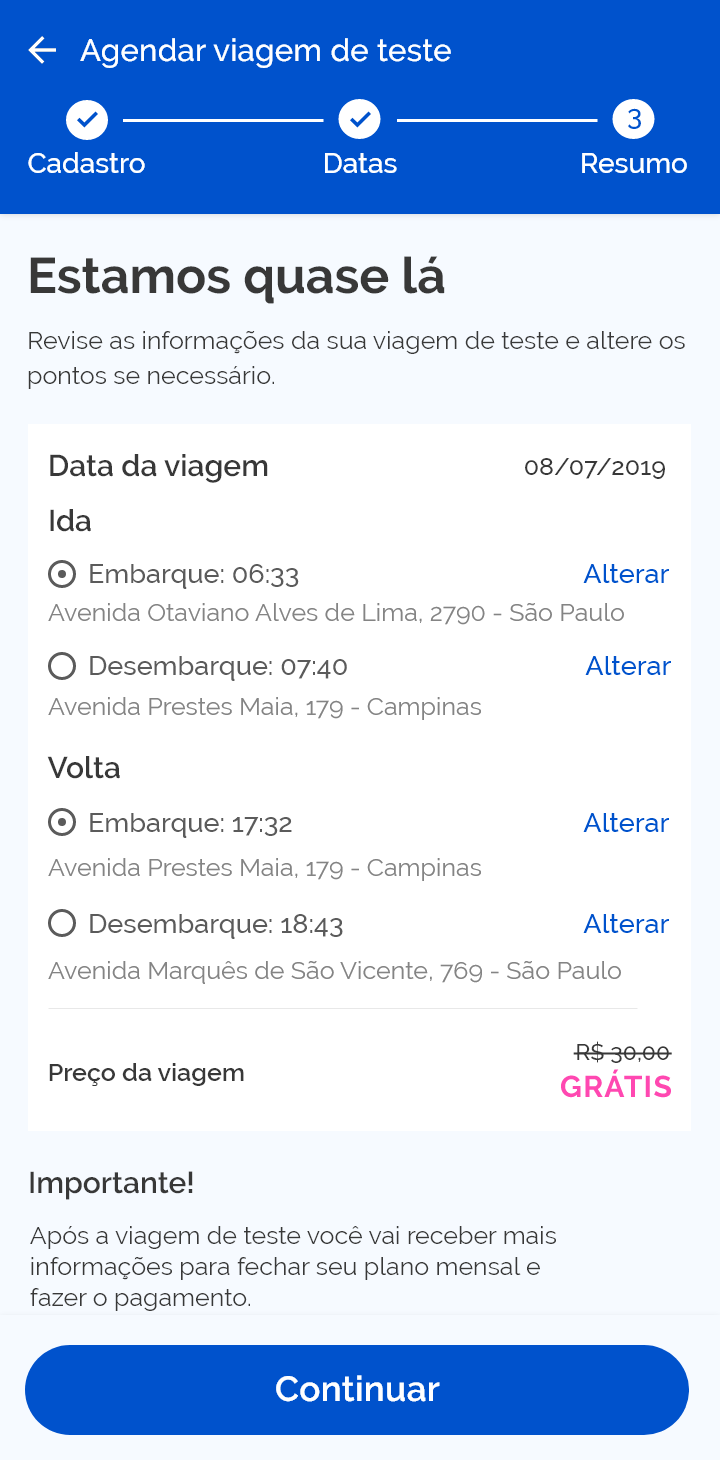 Agendar viagem de teste
3
Cadastro Datas Resumo
Estamos quase lá
Revise as informações da sua viagem de teste e altere os
pontos se necessário.
Data da viagem 08/07/2019
Ida
Embarque: 06:33 Alterar
Avenida Otaviano Alves de Lima, 2790 - São Paulo
Desembarque: 07:40 Alterar
Avenida Prestes Maia, 179 - Campinas
Volta
Embarque: 17:32 Alterar
Avenida Prestes Maia, 179 - Campinas
Desembarque: 18:43 Alterar
Avenida Marquês de São Vicente, 769 - São Paulo
R$ 30,00
Preço da viagem
GRÁTIS
Importante!
Após a viagem de teste você vai receber mais
informações para fechar seu plano mensal e
fazer o pagamento.
Continuar